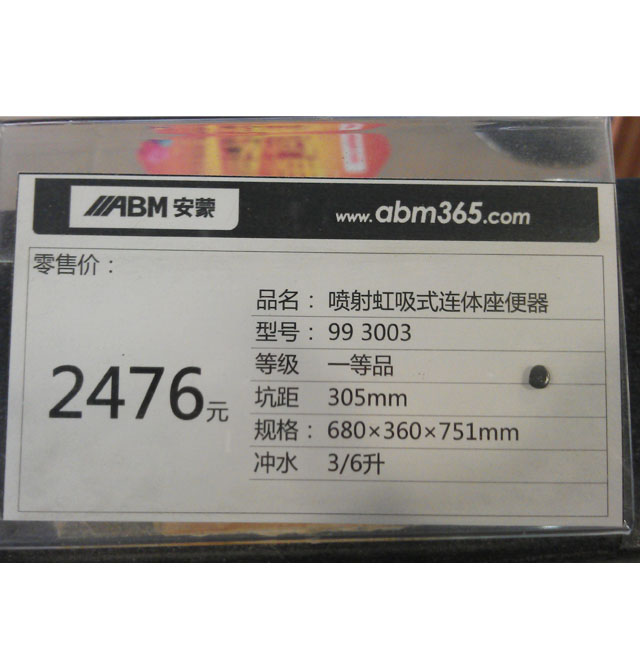 ABM 安蒙
www.abm365.com
零售价：
品名： 喷射虹吸式连体座便器
型号： 99 3003
等级 一等品
2476元
坑距 305mm
规格： 680×360×751mm
冲水 3/6升